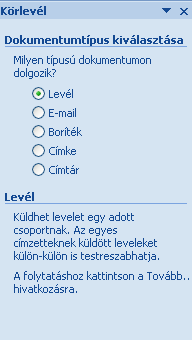 Körlevél
Dokumentumtípus kiválasztása
Milyen típusú dokumentumon
dolgozik?
Levél
E-mail
Boríték
Címke
Címtár
Levél
Küldhet levelet egy adott
csoportnak. Az egyes
címzetteknek küldött leveleket
külön-külön is testreszabhatja.
A folytatáshoz kattintson a Tovább..
hivatkozásra.